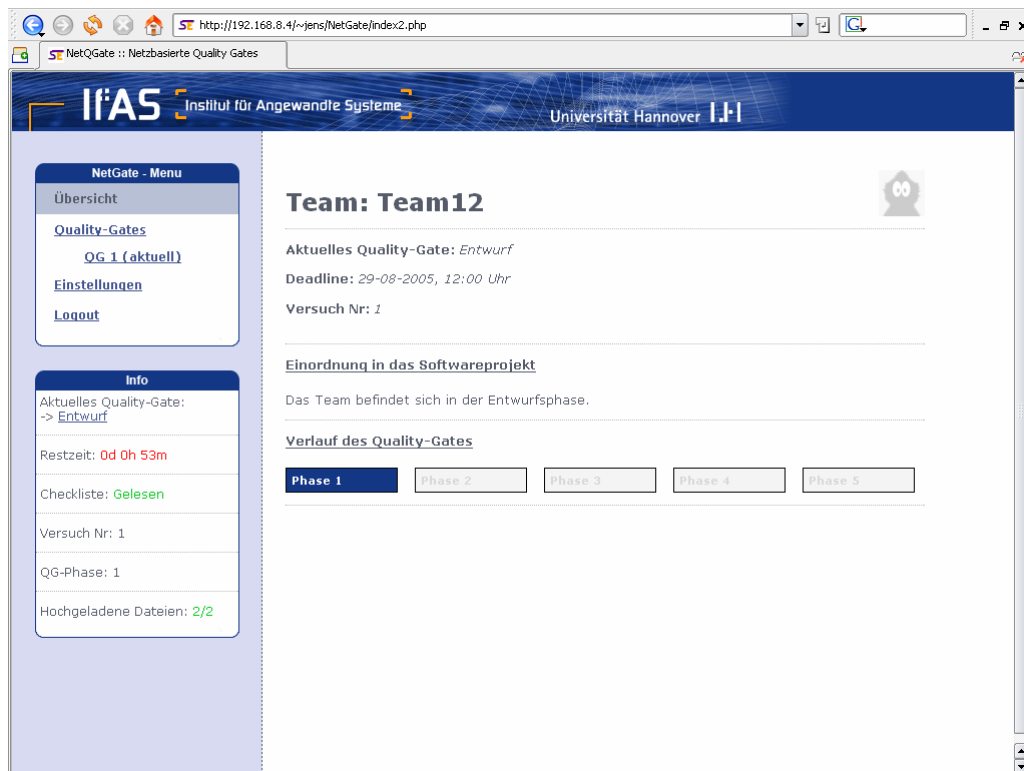 http://192.168.8.4/~jens/NetGate/index2.php
NetQGate :: Netzbasierte Quality Gates
IfAS Institut für Angewandte Systeme
Universität Hannover
NetGate - Menu
Übersicht
Quality-Gates
QG 1 (aktuell)
Einstellungen
Logout
Info
Aktuelles Quality-Gate:
-> Entwurf
Restzeit: 0d 0h 53m
Checkliste: Gelesen
Versuch Nr: 1
QG-Phase: 1
Hochgeladene Dateien: 2/2
Team: Team12
Aktuelles Quality-Gate: Entwurf
Deadline: 29-08-2005, 12:00 Uhr
Versuch Nr: 1
Einordnung in das Softwareprojekt
Das Team befindet sich in der Entwurfsphase.
Verlauf des Quality-Gates
Phase 1 Phase 2 Phase 3 Phase 4 Phase 5